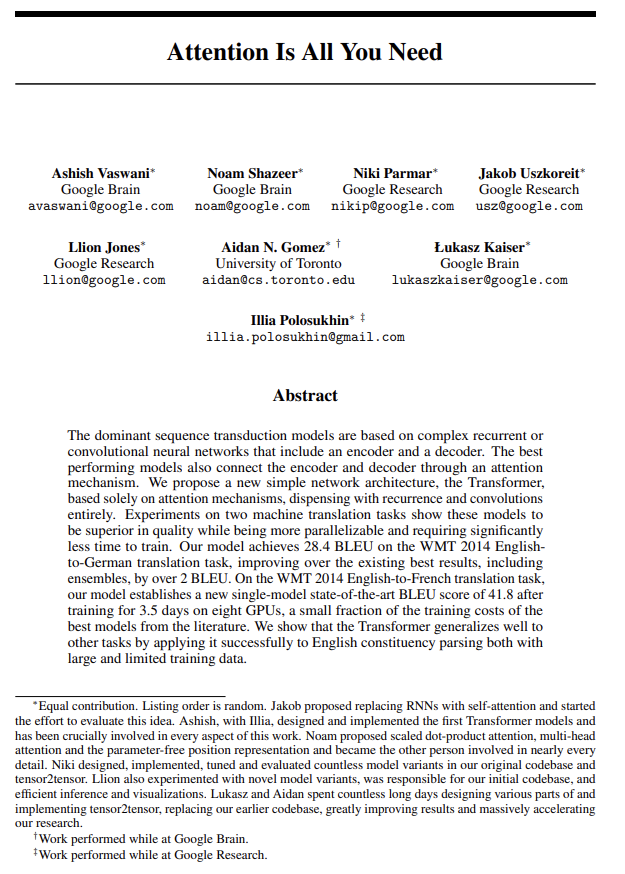 Attention Is All You Need
Ashish Vaswani∗ Noam Shazeer∗ Niki Parmar∗ Jakob Uszkoreit∗
Google Brain Google Brain Google Research Google Research
avaswani@google.com noam@google.com nikip@google.com usz@google.com
Llion Jones∗ Aidan N. Gomez∗ † Łukasz Kaiser∗
Google Research University of Toronto Google Brain
llion@google.com aidan@cs.toronto.edu lukaszkaiser@google.com
Illia Polosukhin∗ ‡
illia.polosukhin@gmail.com
Abstract
The dominant sequence transduction models are based on complex recurrent or
convolutional neural networks that include an encoder and a decoder. The best
performing models also connect the encoder and decoder through an attention
mechanism. We propose a new simple network architecture, the Transformer,
based solely on attention mechanisms, dispensing with recurrence and convolutions
entirely. Experiments on two machine translation tasks show these models to
be superior in quality while being more parallelizable and requiring significantly
less time to train. Our model achieves 28.4 BLEU on the WMT 2014 English-
to-German translation task, improving over the existing best results, including
ensembles, by over 2 BLEU. On the WMT 2014 English-to-French translation task,
our model establishes a new single-model state-of-the-art BLEU score of 41.8 after
training for 3.5 days on eight GPUs, a small fraction of the training costs of the
best models from the literature. We show that the Transformer generalizes well to
other tasks by applying it successfully to English constituency parsing both with
large and limited training data.
∗Equal contribution. Listing order is random. Jakob proposed replacing RNNs with self-attention and started
the effort to evaluate this idea. Ashish, with Illia, designed and implemented the first Transformer models and
has been crucially involved in every aspect of this work. Noam proposed scaled dot-product attention, multi-head
attention and the parameter-free position representation and became the other person involved in nearly every
detail. Niki designed, implemented, tuned and evaluated countless model variants in our original codebase and
tensor2tensor. Llion also experimented with novel model variants, was responsible for our initial codebase, and
efficient inference and visualizations. Lukasz and Aidan spent countless long days designing various parts of and
implementing tensor2tensor, replacing our earlier codebase, greatly improving results and massively accelerating
our research.
†Work performed while at Google Brain.
‡Work performed while at Google Research.